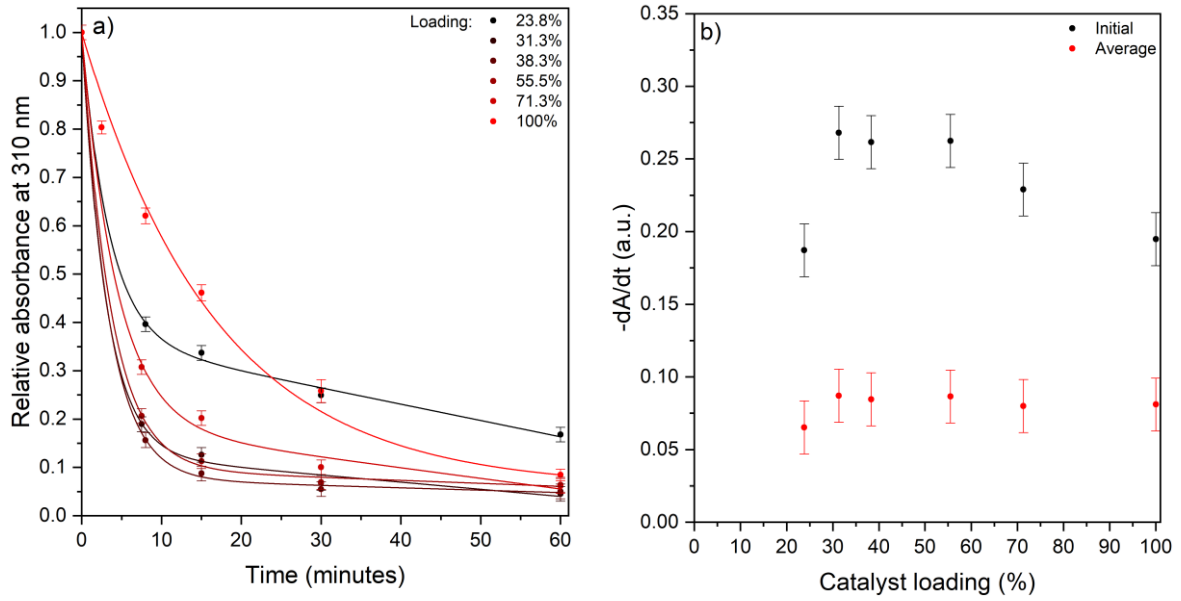 a)
Loading:
23.8%
31.3%
38.3%
55.5%
71.3%
100%
Relative absorbance at 310 nm
1.0
0.9
0.8
0.7
0.6
0.5
0.4
0.3
0.2
0.1
0.0
0 10 20 30 40 50 60
Time (minutes)
b)
Initial
Average
-dA/dt (a.u.)
0.35
0.30
0.25
0.20
0.15
0.10
0.05
0.00
0 10 20 30 40 50 60 70 80 90 100
Catalyst loading (%)